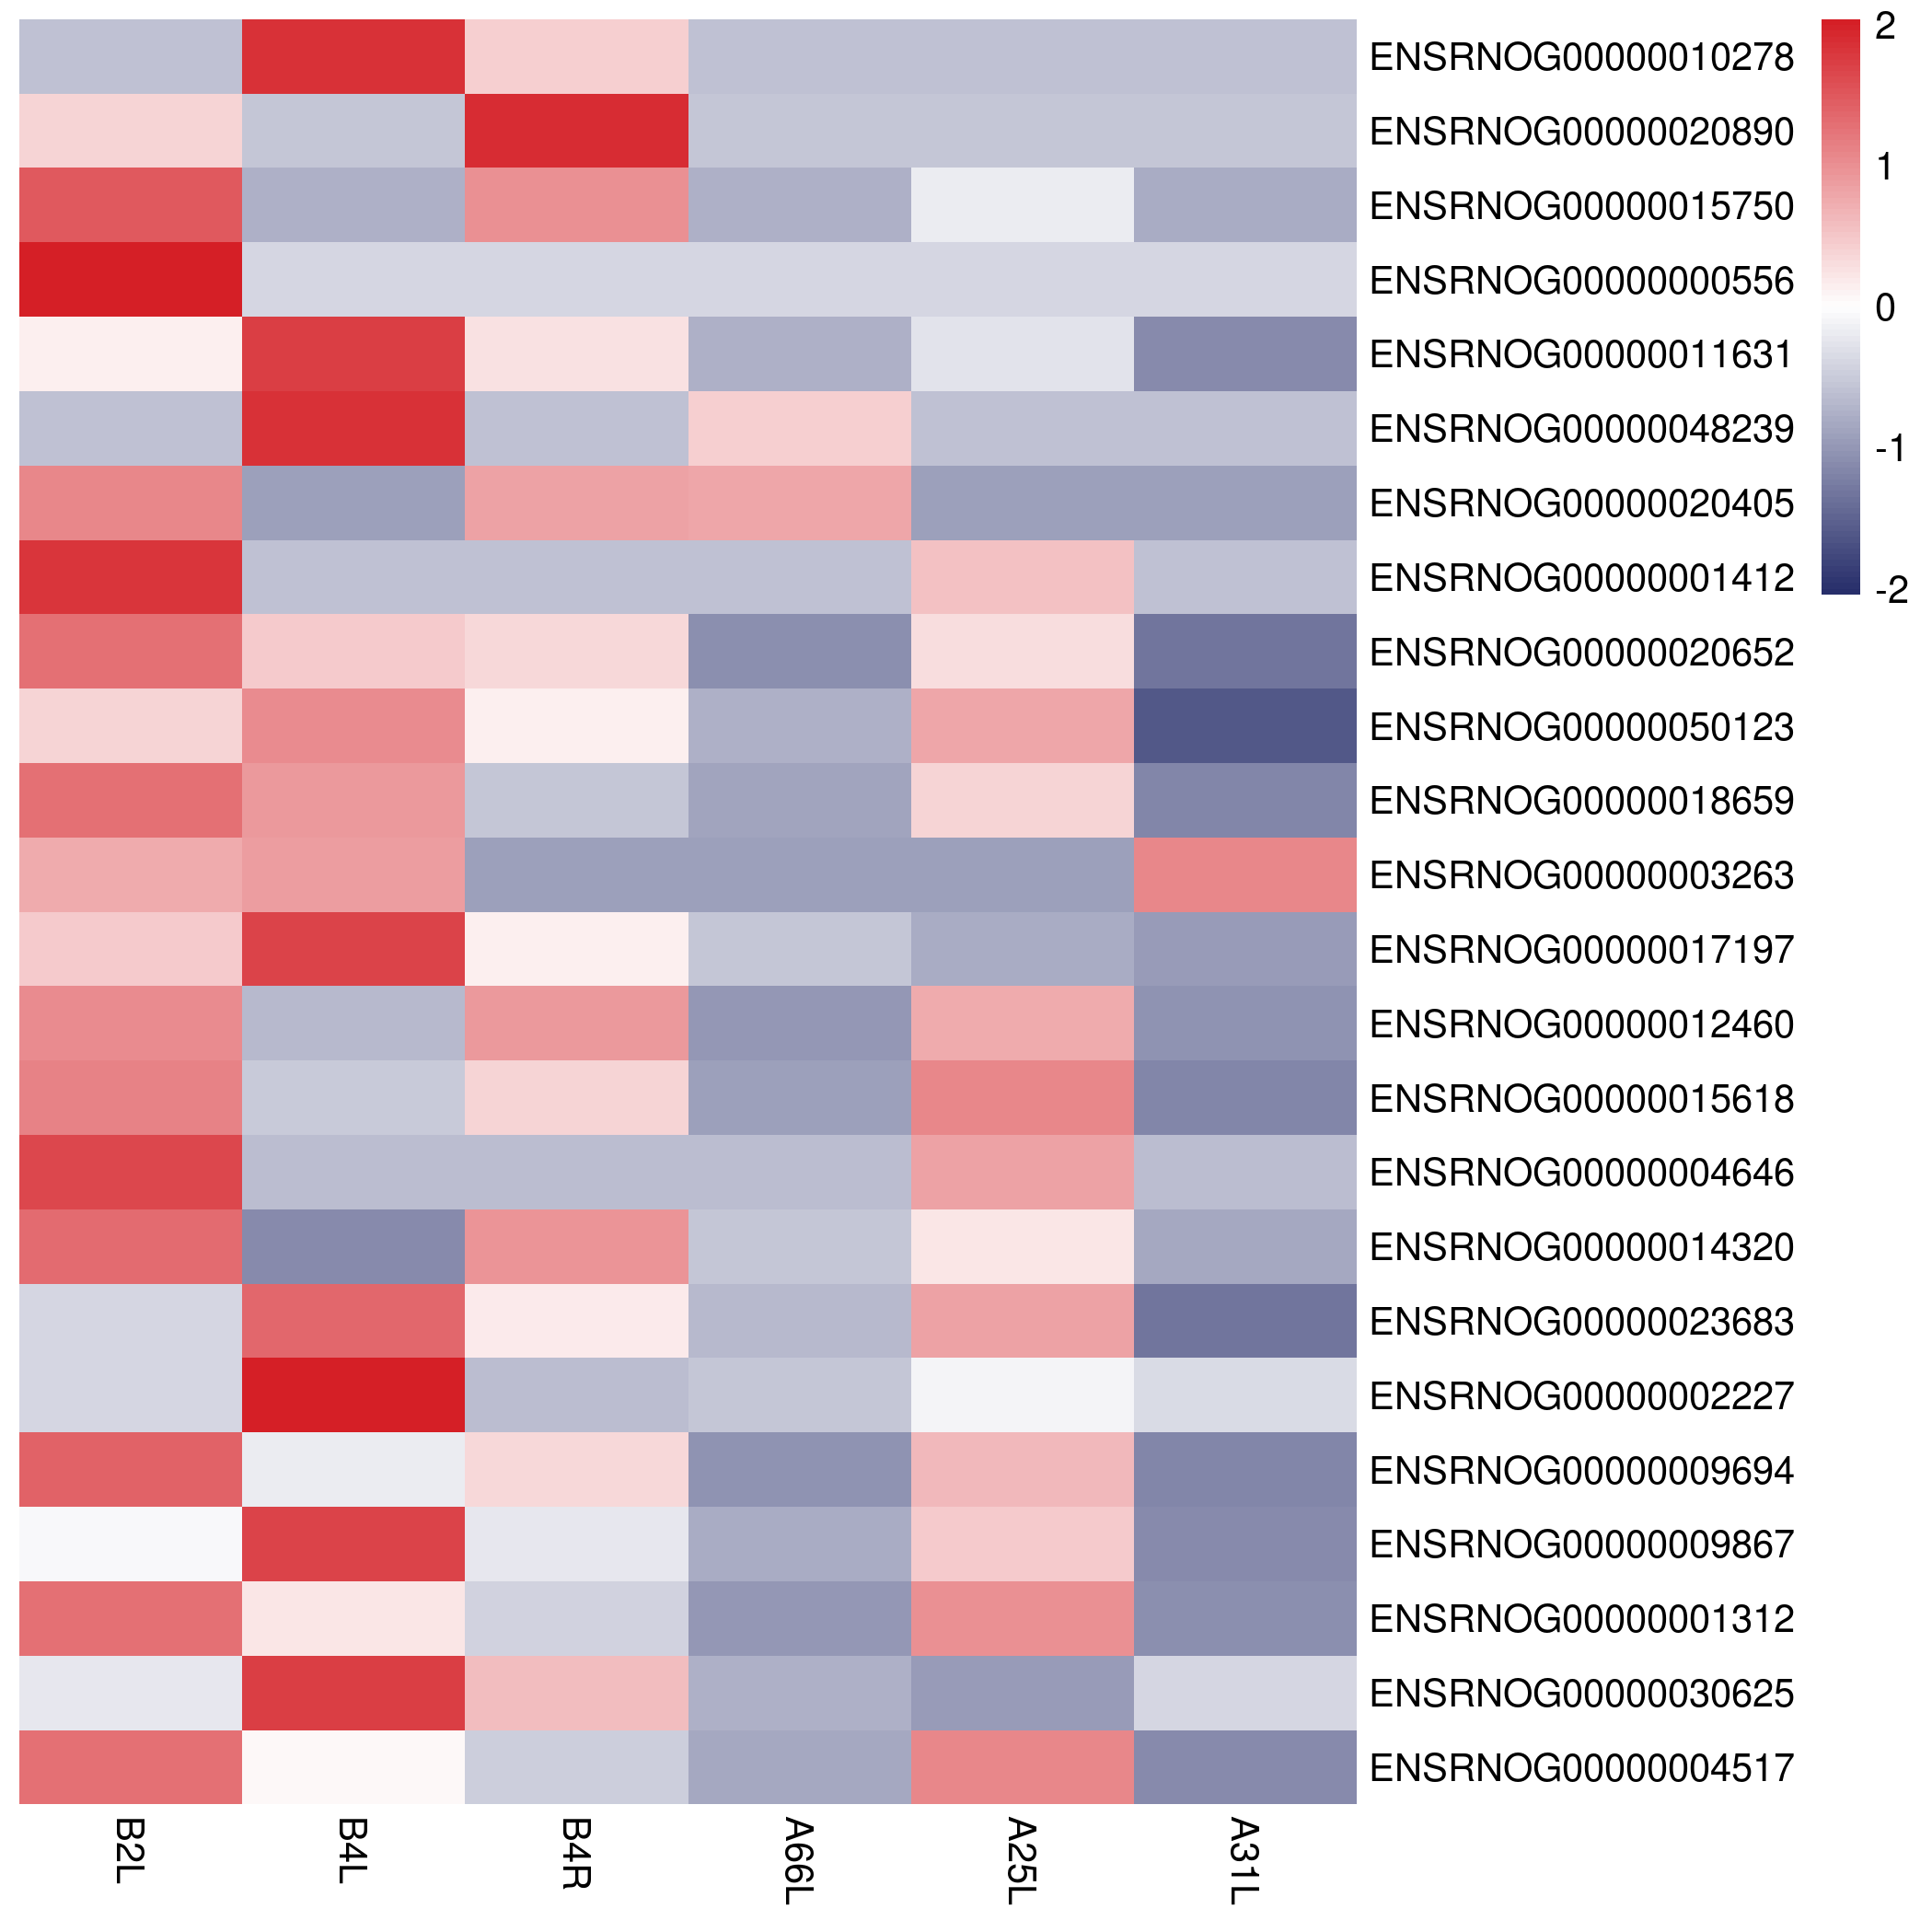 ENSRNOG00000010278
ENSRNOG00000020890
ENSRNOG00000015750
ENSRNOG00000000556
ENSRNOG00000011631
ENSRNOG00000048239
ENSRNOG00000020405
ENSRNOG00000001412
ENSRNOG00000020652
ENSRNOG00000050123
ENSRNOG00000018659
ENSRNOG00000003263
ENSRNOG00000017197
ENSRNOG00000012460
ENSRNOG00000015618
ENSRNOG00000004646
ENSRNOG00000014320
ENSRNOG00000023683
ENSRNOG00000002227
ENSRNOG00000009694
ENSRNOG00000009867
ENSRNOG00000001312
ENSRNOG00000030625
ENSRNOG00000004517
2
1
0
-1
-2
B2L
B4L
B4R
A66L
A25L
A31L